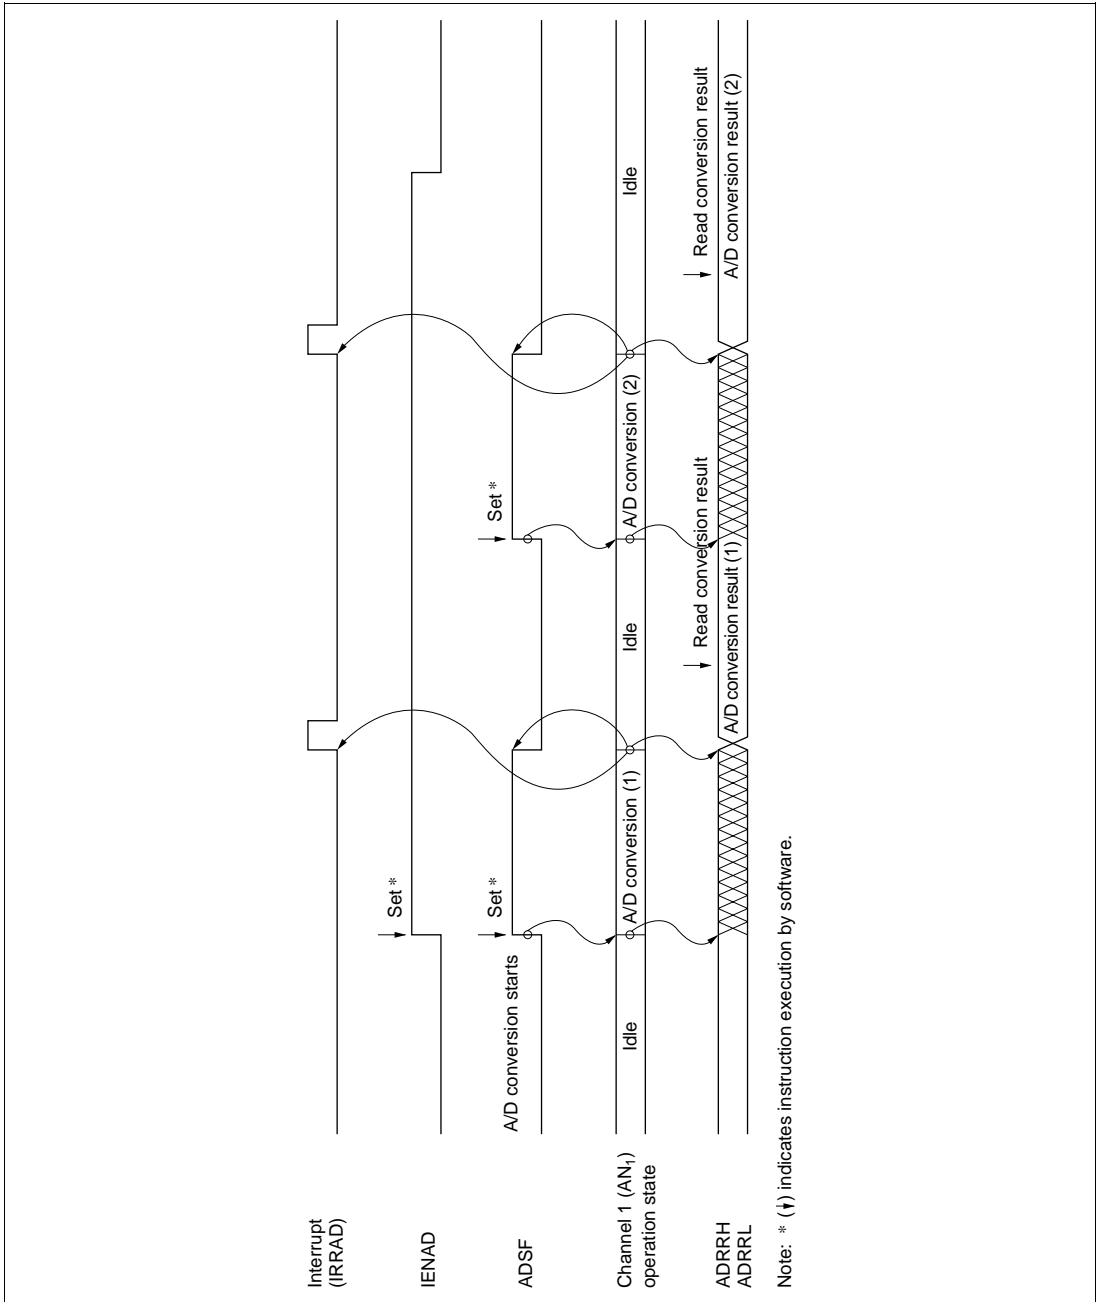 Interrupt
(IRRAD)
IENAD
Set *
ADSF
A/D conversion starts
Set *
Set *
Channel 1 (AN₁)
operation state
Idle
A/D conversion (1)
Idle
A/D conversion (2)
Idle
Read conversion result
Read conversion result
ADRRH
ADRRL
A/D conversion result (1)
A/D conversion result (2)
Note: * (↓) indicates instruction execution by software.